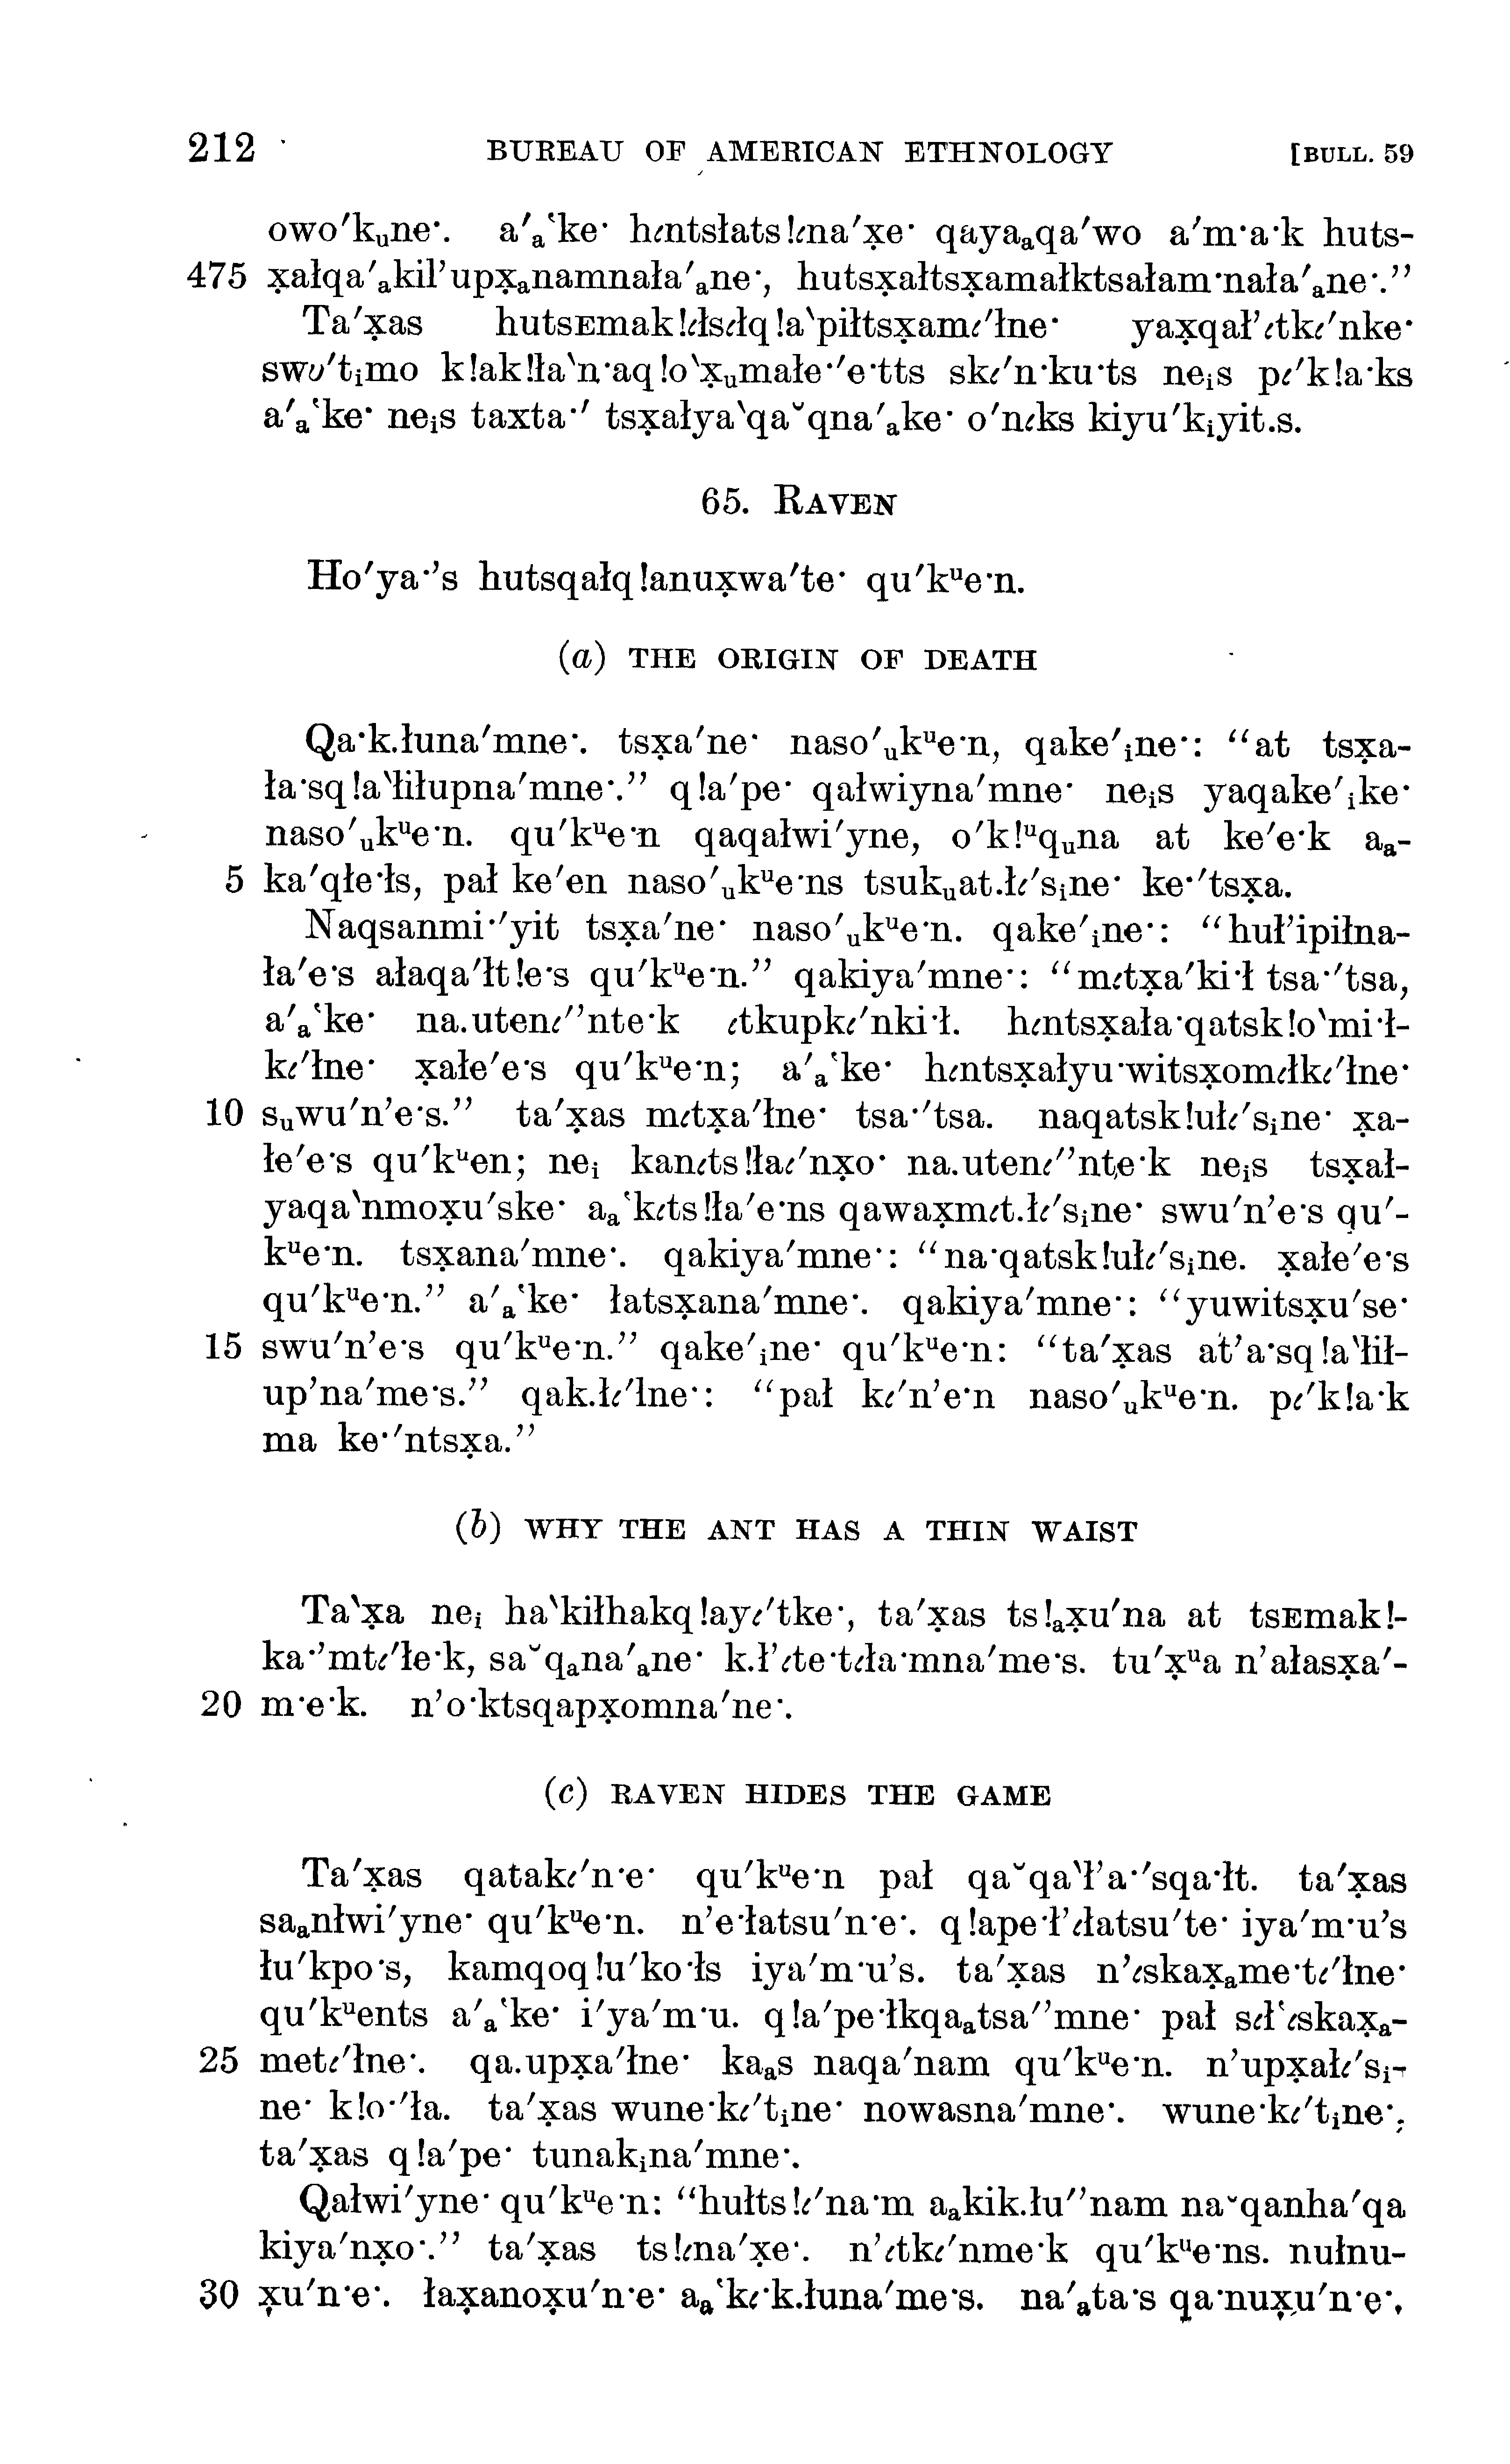 212 BUREAU OF AMERICAN ETHNOLOGY [BULL. 59
owo′kᵤne·. a′ₐ‘ke· hɩntsłats!ɩna′x̣e· qayaₐqa′wo a′m·a·k huts-
475 x̣ałqa′ₐkil’upx̣ₐnamnała′ₐne·, hutsx̣ałtsx̣amałktsałam·nała′ₐne·.”
Ta′x̣as hutsᴇmak!ɩłsɩłq!a‵piłtsx̣amɩ′łne· yax̣qał’ɩtkɩ′nke·
swu′tᵢmo k!ak!ła‵n·aq!o‵x̣ᵤmałe·′e·tts skɩ′n·ku·ts neᵢs pɩ′k!a·ks
a′ₐ‘ke· neᵢs taxta·′ tsx̣ałya‵qa˘qna′ₐke· o′nɩks kiyu′kᵢyit.s.
65. RAVEN
Ho′ya·’s hutsqałq!anux̣wa′te· qu′kᵘe·n.
(a) THE ORIGIN OF DEATH
Qa·k.łuna′mne·. tsx̣a′ne· naso′ᵤkᵘe·n, qake′ᵢne·: “at tsx̣a-
ła·sq!a‵łiłupna′mne·.” q!a′pe· qałwiyna′mne· neᵢs yaqake′ᵢke·
naso′ᵤkᵘe·n. qu′kᵘe·n qaqałwi′yne, o′k!ᵘqᵤna at ke′e·k aₐ-
5 ka′qłe·łs, pał ke′en naso′ᵤkᵘe·ns tsukᵤat.łɩ′sᵢne· ke·′tsx̣a.
Naqsanmi·′yit tsx̣a′ne· naso′ᵤkᵘe·n. qake′ᵢne·: “huł’ipiłna-
ła′e·s ałaqa′łt!e·s qu′kᵘe·n.” qakiya′mne·: “mɩtx̣a′ki·ł tsa·′tsa,
a′ₐ‘ke· na.utenɩ′’nte·k ɩtkupkɩ′nki·ł. hɩntsx̣ała·qatsk!o‵mi·ł-
kɩ′łne· x̣ałe′e·s qu′kᵘe·n; a′ₐ‘ke· hɩntsx̣ałyu·witsx̣omɩłkɩ′łne·
10 sᵤwu′n’e·s.” ta′x̣as mɩtx̣a′łne· tsa·′tsa. naqatsk!ułɩ′sᵢne· x̣a-
łe′e·s qu′kᵘen; neᵢ kanɩts!łaɩ′nx̣o· na.utenɩ′’nte·k neᵢs tsx̣ał-
yaqa‵nmox̣u′ske· aₐ‘kɩts!ła′e·ns qawax̣mɩt.łɩ′sᵢne· swu′n’e·s qu′-
kᵘe·n. tsx̣ana′mne·. qakiya′mne·: “na·qatsk!ułɩ′sᵢne. x̣ałe′e·s
qu′kᵘe·n.” a′ₐ‘ke· łatsx̣ana′mne·. qakiya′mne·: “yuwitsx̣u′se·
15 swu′n’e·s qu′kᵘe·n.” qake′ᵢne· qu′kᵘe·n: “ta′x̣as at’a·sq!a‵łił-
up’na′me·s.” qak.łɩ′lne·: “pał kɩ′n’e·n naso′ᵤkᵘe·n. pɩ′k!a·k
ma ke·′ntsx̣a.”
(b) WHY THE ANT HAS A THIN WAIST
Ta‵x̣a neᵢ ha‵kiłhakq!ayɩ′tke·, ta′x̣as ts!ₐx̣u′na at tsᴇmak!-
ka·’mtɩ′łe·k, sa˘qₐna′ₐne· k.ł’ɩte·tɩła·mna′me·s. tu′x̣ᵘa n’ałasx̣a′-
20 m·e·k. n’o·ktsqapx̣omna′ne·.
(c) RAVEN HIDES THE GAME
Ta′x̣as qatakɩ′n·e· qu′kᵘe·n pał qa˘qa‵ł’a·′sqa·łt. ta′x̣as
saₐnłwi′yne· qu′kᵘe·n. n’e·łatsu′n·e·. q!ape·ł’ɩłatsu′te· iya′m·u’s
łu′kpo·s, kamqoq!u′ko·łs iya′m·u’s. ta′x̣as n’ɩskax̣ₐme·tɩ′łne·
qu′kᵘents a′ₐ‘ke· i′ya′m·u. q!a′pe·łkqaₐtsa′’mne· pał sɩł‘ɩskax̣ₐ-
25 metɩ′łne·. qa.upx̣a′łne· kaₐs naqa′nam qu′kᵘe·n. n’upx̣ałɩ′sᵢ-
ne· k!o·′ła. ta′x̣as wune·kɩ′tᵢne· nowasna′mne·. wune·kɩ′tᵢne·;
ta′x̣as q!a′pe· tunakᵢna′mne·.
Qałwi′yne· qu′kᵘe·n: “hułts!ɩ′na·m aₐkik.łu′’nam na˘qanha′qa
kiya′nx̣o·.” ta′x̣as ts!ɩna′x̣e·. n’ɩtkɩ′nme·k qu′kᵘe·ns. nułnu-
30 x̣u′n·e·. łax̣anox̣u′n·e· aₐ‘kɩ·k.łuna′me·s. na′ₐta·s qa·nux̣u′n·e·,